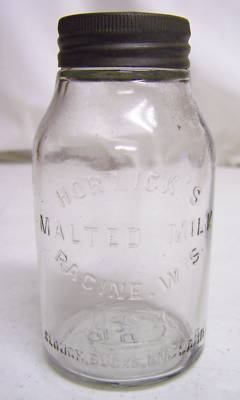 HORLICK'S
MALTED MILK
RACINE, WIS.
SLOUGH, BUCKS, ENGLAND.